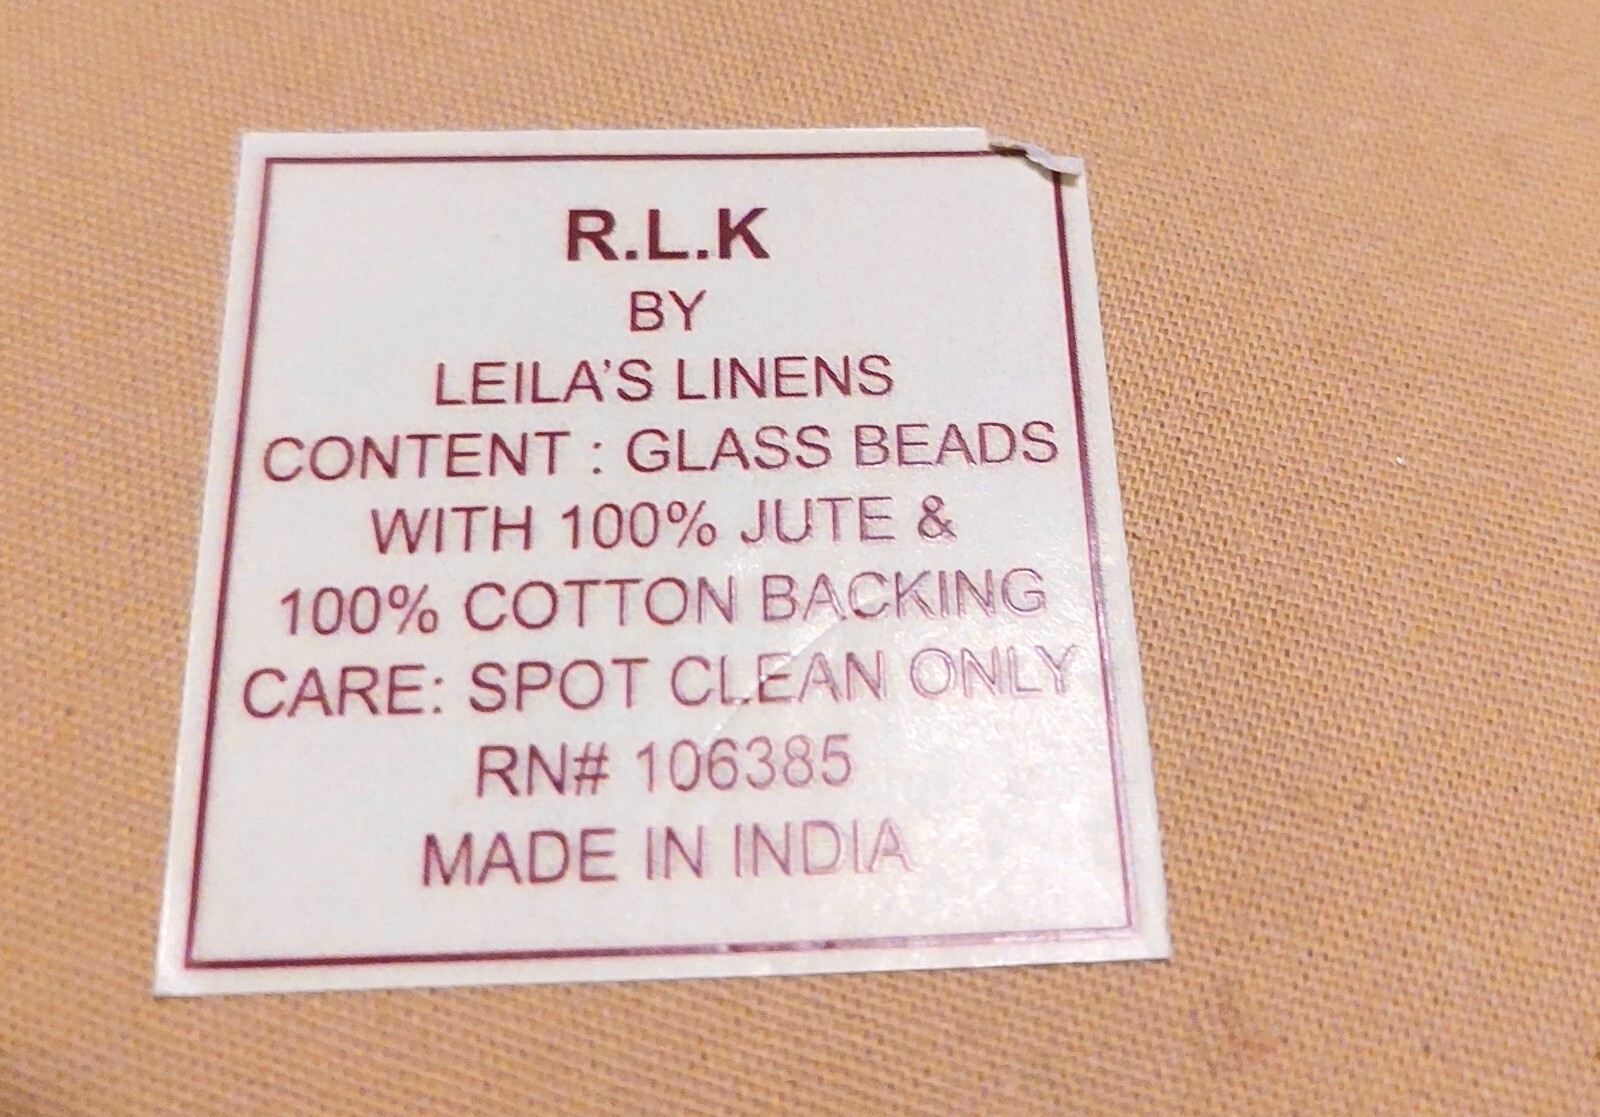 R.L.K
BY
LEILA'S LINENS
CONTENT : GLASS BEADS
WITH 100% JUTE &
100% COTTON BACKING
CARE: SPOT CLEAN ONLY
RN# 106385
MADE IN INDIA